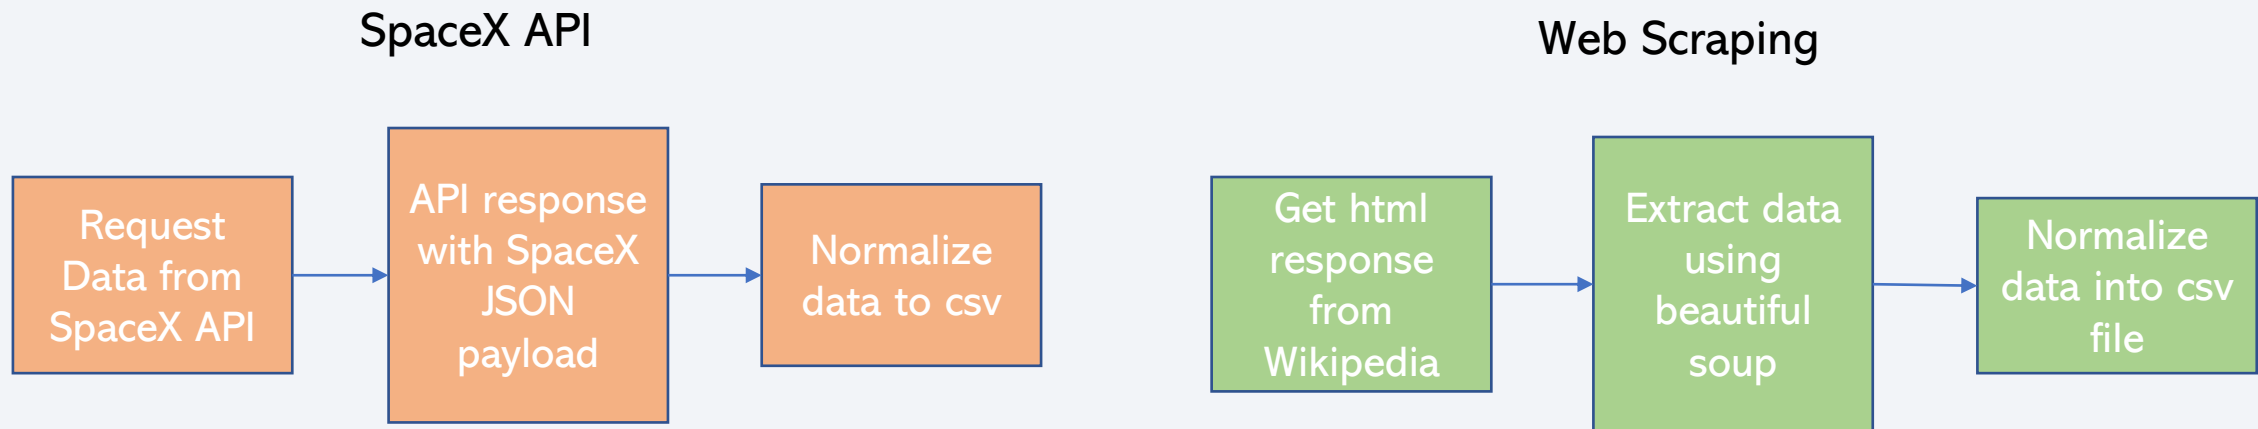 SpaceX API
Request
Data from
SpaceX API
API response
with SpaceX
JSON
payload
Normalize
data to csv
Web Scraping
Get html
response
from
Wikipedia
Extract data
using
beautiful
soup
Normalize
data into csv
file